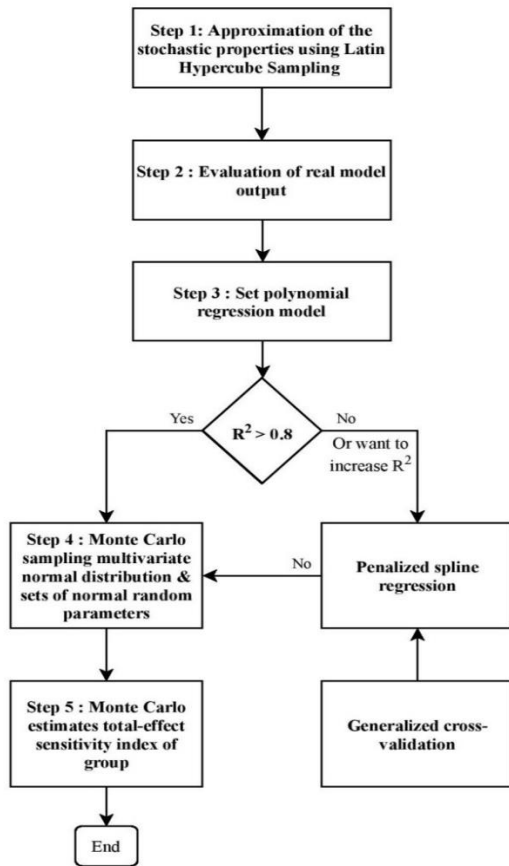 Step 1: Approximation of the
stochastic properties using Latin
Hypercube Sampling
Step 2 : Evaluation of real model
output
Step 3 : Set polynomial
regression model
Yes
R² > 0.8
No
Or want to
increase R²
Step 4 : Monte Carlo
sampling multivariate
normal distribution &
sets of normal random
parameters
No
Penalized spline
regression
Step 5 : Monte Carlo
estimates total-effect
sensitivity index of
group
Generalized cross-
validation
End